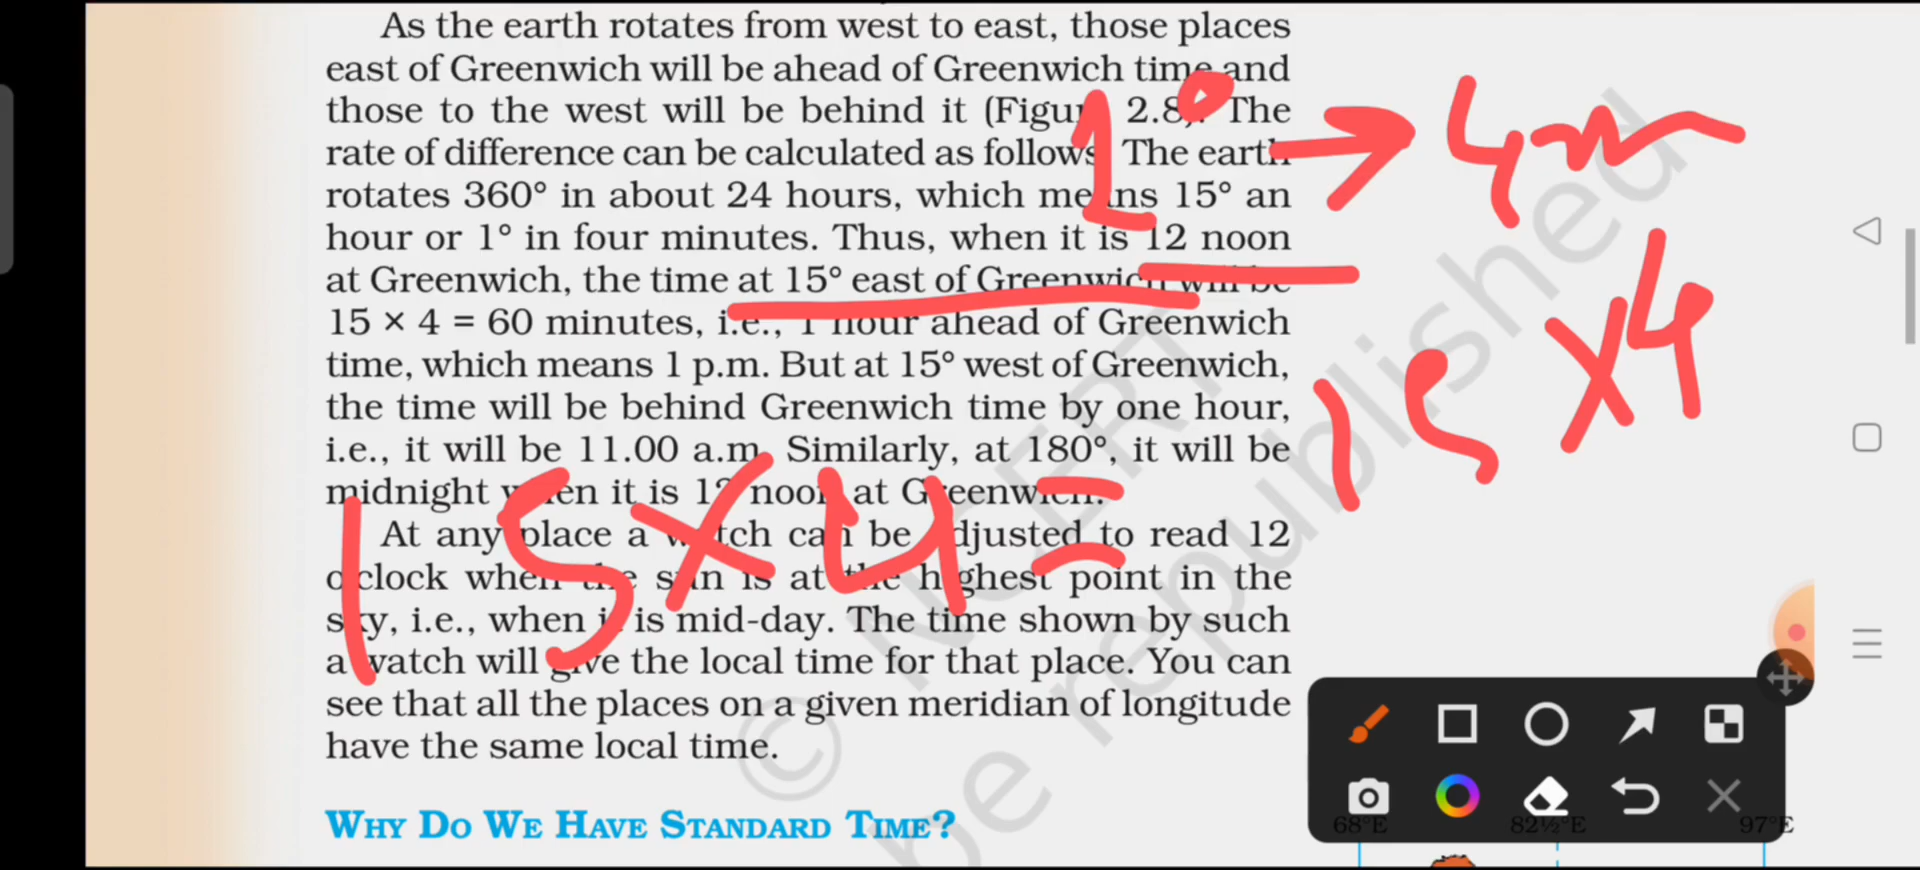 As the earth rotates from west to east, those places
east of Greenwich will be ahead of Greenwich time and
those to the west will be behind it (Figure 2.8). The
rate of difference can be calculated as follows. The earth
rotates 360° in about 24 hours, which means 15° an
hour or 1° in four minutes. Thus, when it is 12 noon
at Greenwich, the time at 15° east of Greenwich will be
15 × 4 = 60 minutes, i.e., 1 hour ahead of Greenwich
time, which means 1 p.m. But at 15° west of Greenwich,
the time will be behind Greenwich time by one hour,
i.e., it will be 11.00 a.m. Similarly, at 180°, it will be
midnight when it is 12 noon at Greenwich.
At any place a watch can be adjusted to read 12
o'clock when the sun is at the highest point in the
sky, i.e., when it is mid-day. The time shown by such
a watch will give the local time for that place. You can
see that all the places on a given meridian of longitude
have the same local time.
WHY DO WE HAVE STANDARD TIME?
1° → 4m
15 × 4
15 × 4 =
© NCERT
be republished
68°E 82½°E 97°E